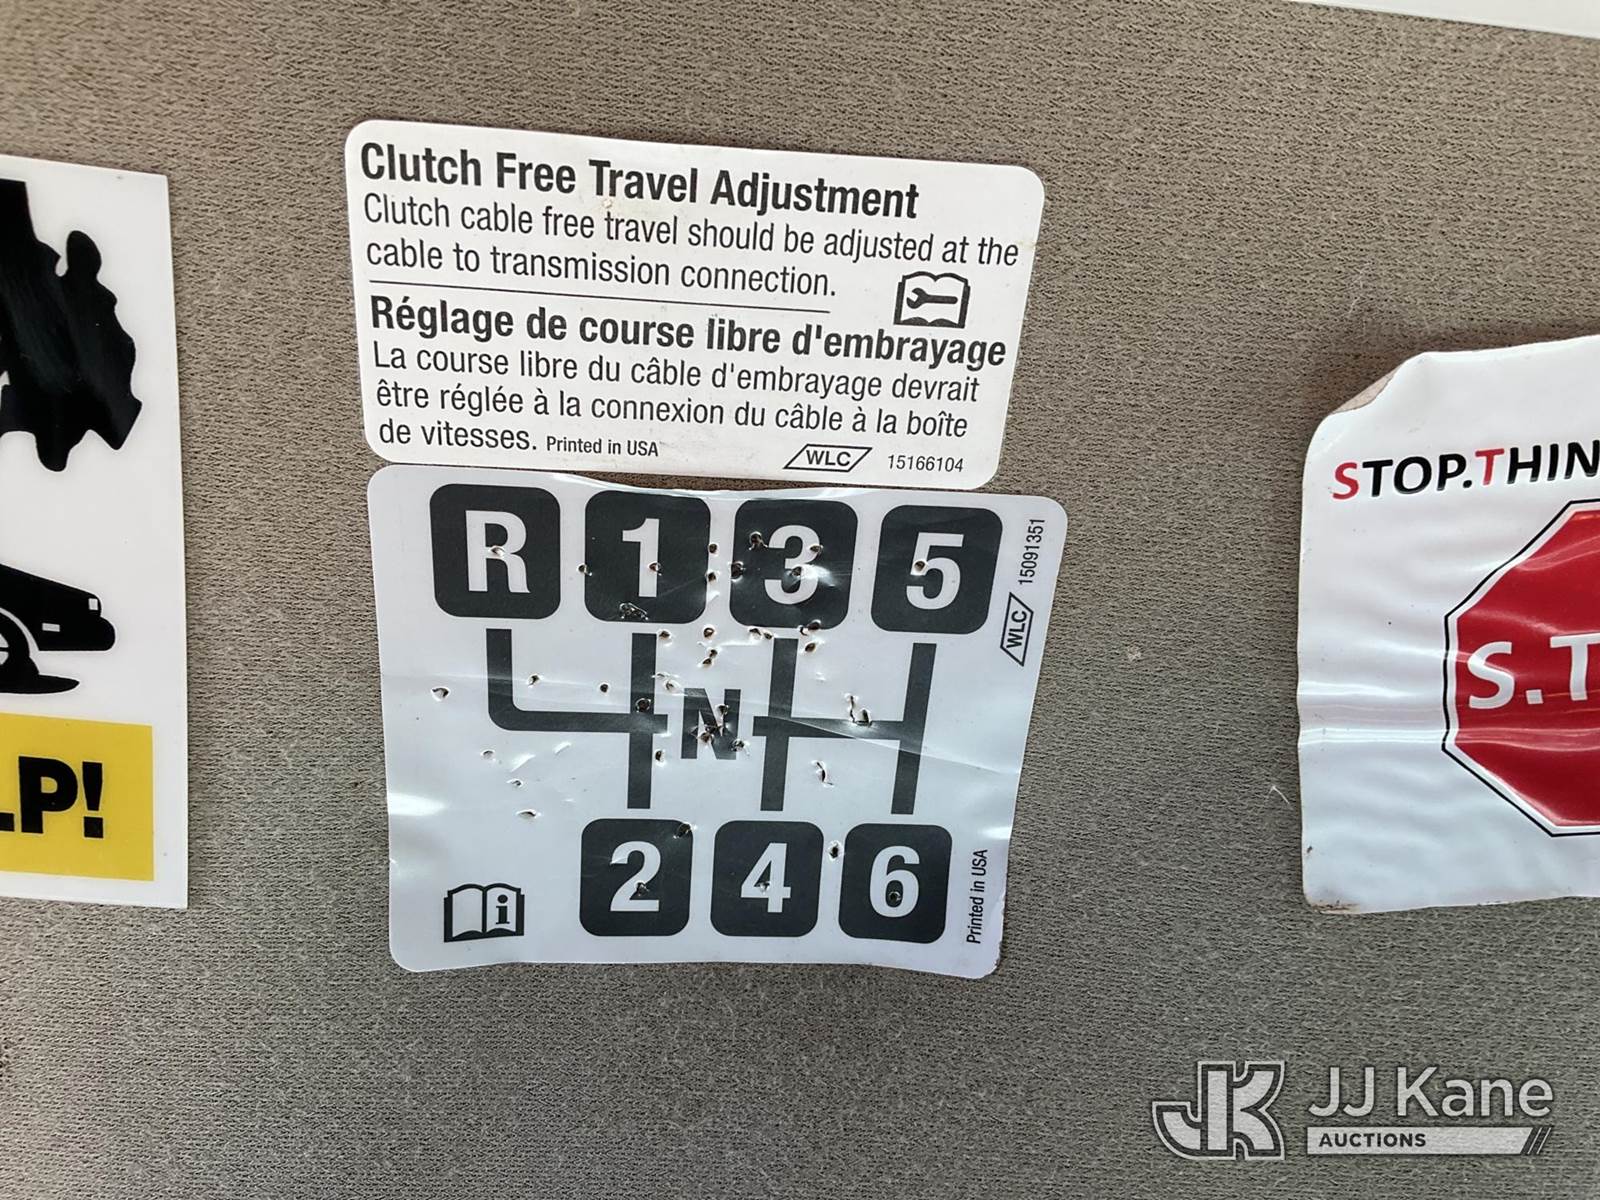 Clutch Free Travel Adjustment
Clutch cable free travel should be adjusted at the
cable to transmission connection.
Réglage de course libre d'embrayage
La course libre du câble d'embrayage devrait
être réglée à la connexion du câble à la boîte
de vitesses. Printed in USA WLC 15166104
R 1 3 5
WLC 15091351
N
2 4 6
Printed in USA
LP!
STOP.THIN
S.T
JK JJ Kane
AUCTIONS